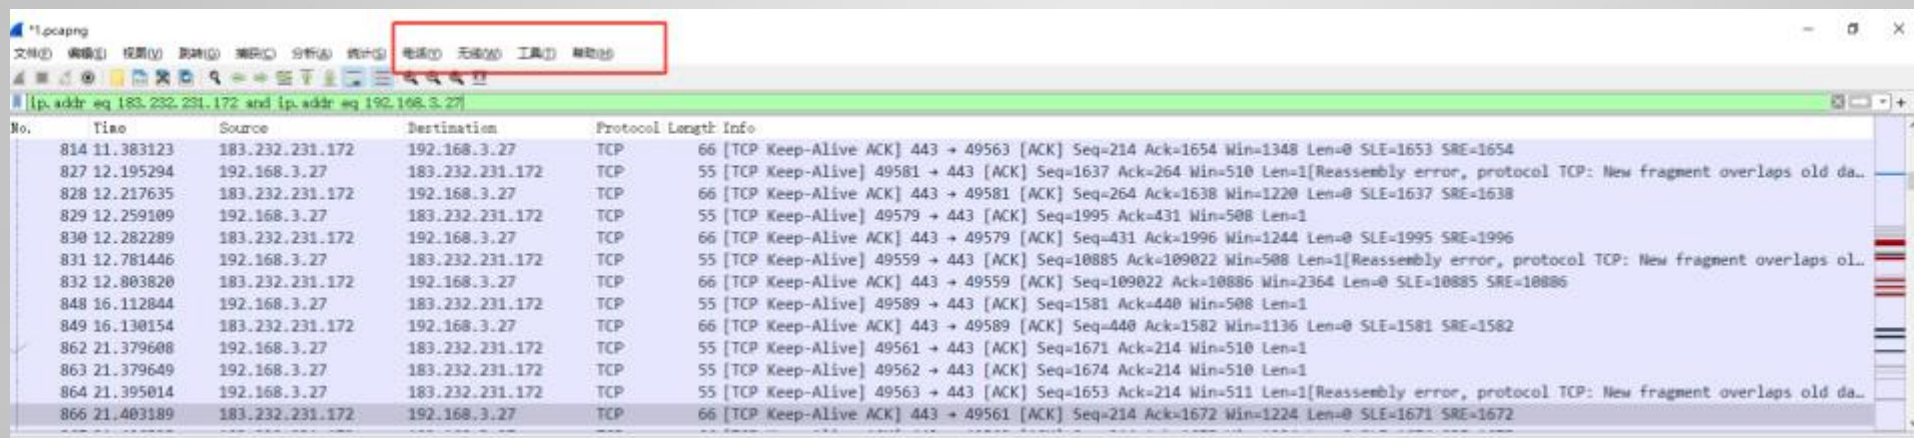 *1.pcapng
文件(F) 编辑(E) 视图(V) 跳转(G) 捕获(C) 分析(A) 统计(S) 电话(Y) 无线(W) 工具(T) 帮助(H)
ip.addr eq 183.232.231.172 and ip.addr eq 192.168.3.27
No. Time Source Destination Protocol Length Info
814 11.383123 183.232.231.172 192.168.3.27 TCP 66 [TCP Keep-Alive ACK] 443 → 49563 [ACK] Seq=214 Ack=1654 Win=1348 Len=0 SLE=1653 SRE=1654
827 12.195294 192.168.3.27 183.232.231.172 TCP 55 [TCP Keep-Alive] 49581 → 443 [ACK] Seq=1637 Ack=264 Win=510 Len=1[Reassembly error, protocol TCP: New fragment overlaps old da…
828 12.217635 183.232.231.172 192.168.3.27 TCP 66 [TCP Keep-Alive ACK] 443 → 49581 [ACK] Seq=264 Ack=1638 Win=1220 Len=0 SLE=1637 SRE=1638
829 12.259109 192.168.3.27 183.232.231.172 TCP 55 [TCP Keep-Alive] 49579 → 443 [ACK] Seq=1995 Ack=431 Win=508 Len=1
830 12.282289 183.232.231.172 192.168.3.27 TCP 66 [TCP Keep-Alive ACK] 443 → 49579 [ACK] Seq=431 Ack=1996 Win=1244 Len=0 SLE=1995 SRE=1996
831 12.781446 192.168.3.27 183.232.231.172 TCP 55 [TCP Keep-Alive] 49559 → 443 [ACK] Seq=10885 Ack=109022 Win=508 Len=1[Reassembly error, protocol TCP: New fragment overlaps ol…
832 12.803820 183.232.231.172 192.168.3.27 TCP 66 [TCP Keep-Alive ACK] 443 → 49559 [ACK] Seq=109022 Ack=10886 Win=2364 Len=0 SLE=10885 SRE=10886
848 16.112844 192.168.3.27 183.232.231.172 TCP 55 [TCP Keep-Alive] 49589 → 443 [ACK] Seq=1581 Ack=440 Win=508 Len=1
849 16.130154 183.232.231.172 192.168.3.27 TCP 66 [TCP Keep-Alive ACK] 443 → 49589 [ACK] Seq=440 Ack=1582 Win=1136 Len=0 SLE=1581 SRE=1582
862 21.379608 192.168.3.27 183.232.231.172 TCP 55 [TCP Keep-Alive] 49561 → 443 [ACK] Seq=1671 Ack=214 Win=510 Len=1
863 21.379649 192.168.3.27 183.232.231.172 TCP 55 [TCP Keep-Alive] 49562 → 443 [ACK] Seq=1674 Ack=214 Win=510 Len=1
864 21.395014 192.168.3.27 183.232.231.172 TCP 55 [TCP Keep-Alive] 49563 → 443 [ACK] Seq=1653 Ack=214 Win=511 Len=1[Reassembly error, protocol TCP: New fragment overlaps old da…
866 21.403189 183.232.231.172 192.168.3.27 TCP 66 [TCP Keep-Alive ACK] 443 → 49561 [ACK] Seq=214 Ack=1672 Win=1224 Len=0 SLE=1671 SRE=1672